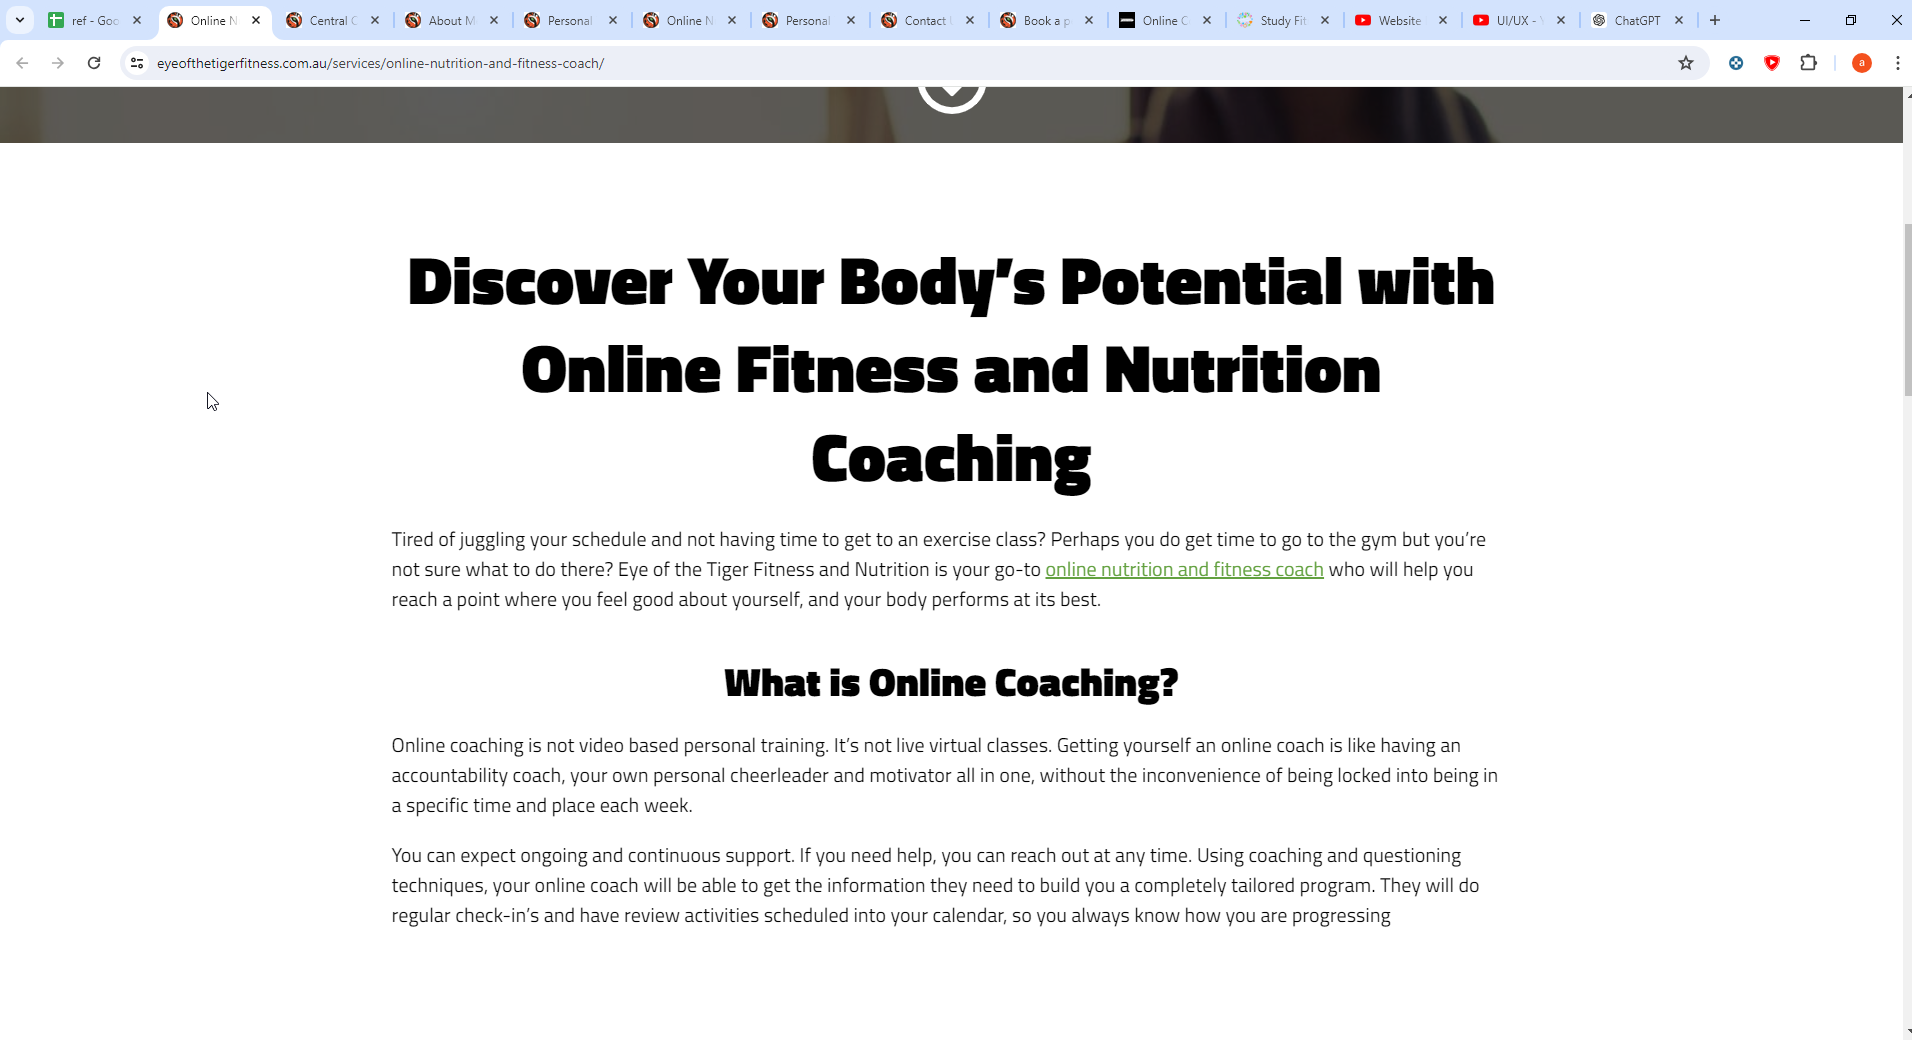 ref - Goo
Online N
Central C
About M
Personal
Online N
Personal
Contact
Book a p
Online C
Study Fit
Website
UI/UX -
ChatGPT
eyeofthetigerfitness.com.au/services/online-nutrition-and-fitness-coach/
a
Discover Your Body’s Potential with
Online Fitness and Nutrition
Coaching
Tired of juggling your schedule and not having time to get to an exercise class? Perhaps you do get time to go to the gym but you’re
not sure what to do there? Eye of the Tiger Fitness and Nutrition is your go-to online nutrition and fitness coach who will help you
reach a point where you feel good about yourself, and your body performs at its best.
What is Online Coaching?
Online coaching is not video based personal training. It’s not live virtual classes. Getting yourself an online coach is like having an
accountability coach, your own personal cheerleader and motivator all in one, without the inconvenience of being locked into being in
a specific time and place each week.
You can expect ongoing and continuous support. If you need help, you can reach out at any time. Using coaching and questioning
techniques, your online coach will be able to get the information they need to build you a completely tailored program. They will do
regular check-in’s and have review activities scheduled into your calendar, so you always know how you are progressing